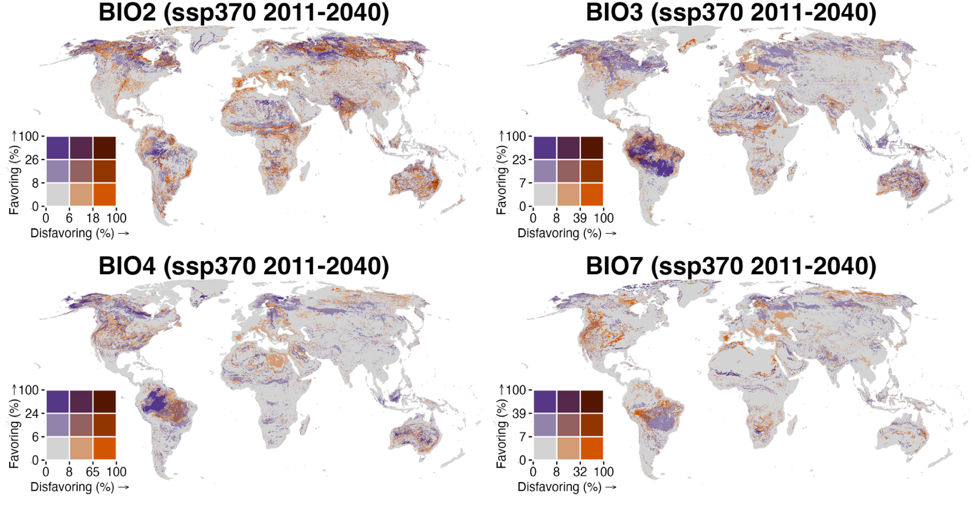 BIO2 (ssp370 2011-2040)
Favoring (%) →
100
26
8
0
0 6 18 100
Disfavoring (%) →
BIO3 (ssp370 2011-2040)
Favoring (%) →
100
23
7
0
0 8 39 100
Disfavoring (%) →
BIO4 (ssp370 2011-2040)
Favoring (%) →
100
24
6
0
0 8 65 100
Disfavoring (%) →
BIO7 (ssp370 2011-2040)
Favoring (%) →
100
39
7
0
0 8 32 100
Disfavoring (%) →